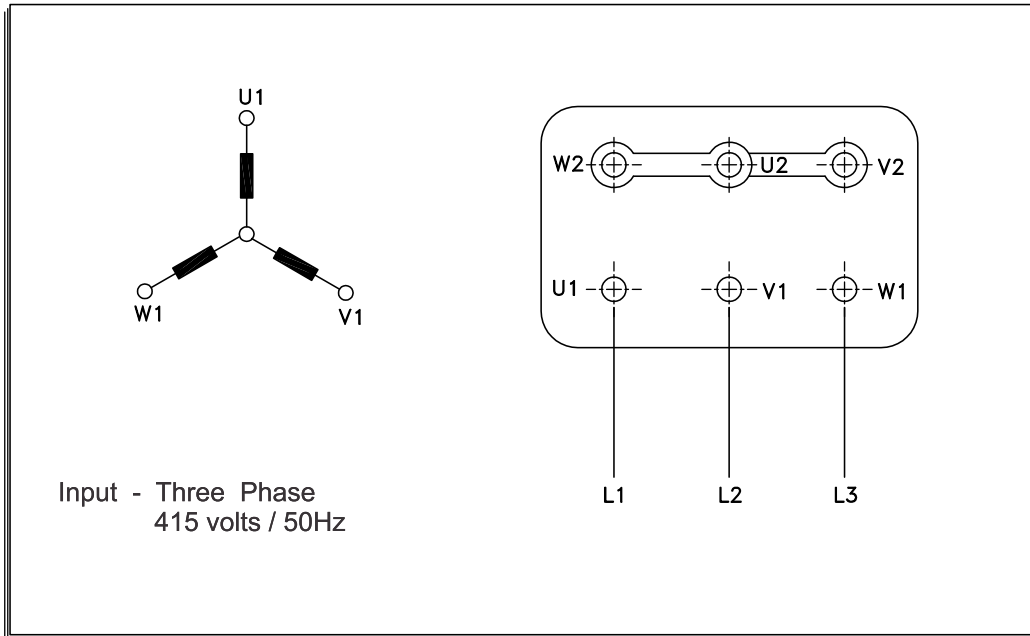 U1
W1
V1
W2
U2
V2
U1
V1
W1
L1
L2
L3
Input - Three Phase
415 volts / 50Hz